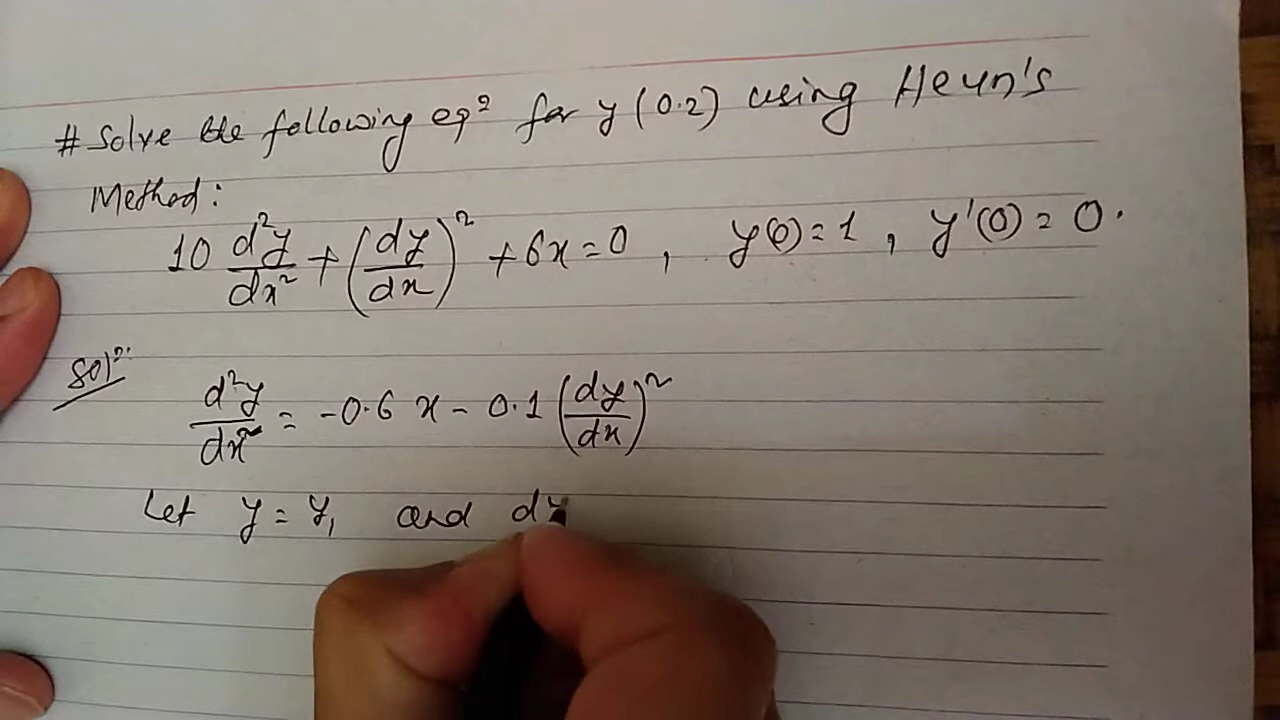 # Solve the following eqⁿ for y(0.2) using Heun's
Method:
10 d²y/dx² + (dy/dx)² + 6x = 0 , y(0) = 1 , y'(0) = 0.
Solⁿ:
d²y/dx² = -0.6 x - 0.1 (dy/dx)²
Let y = y₁ and dy